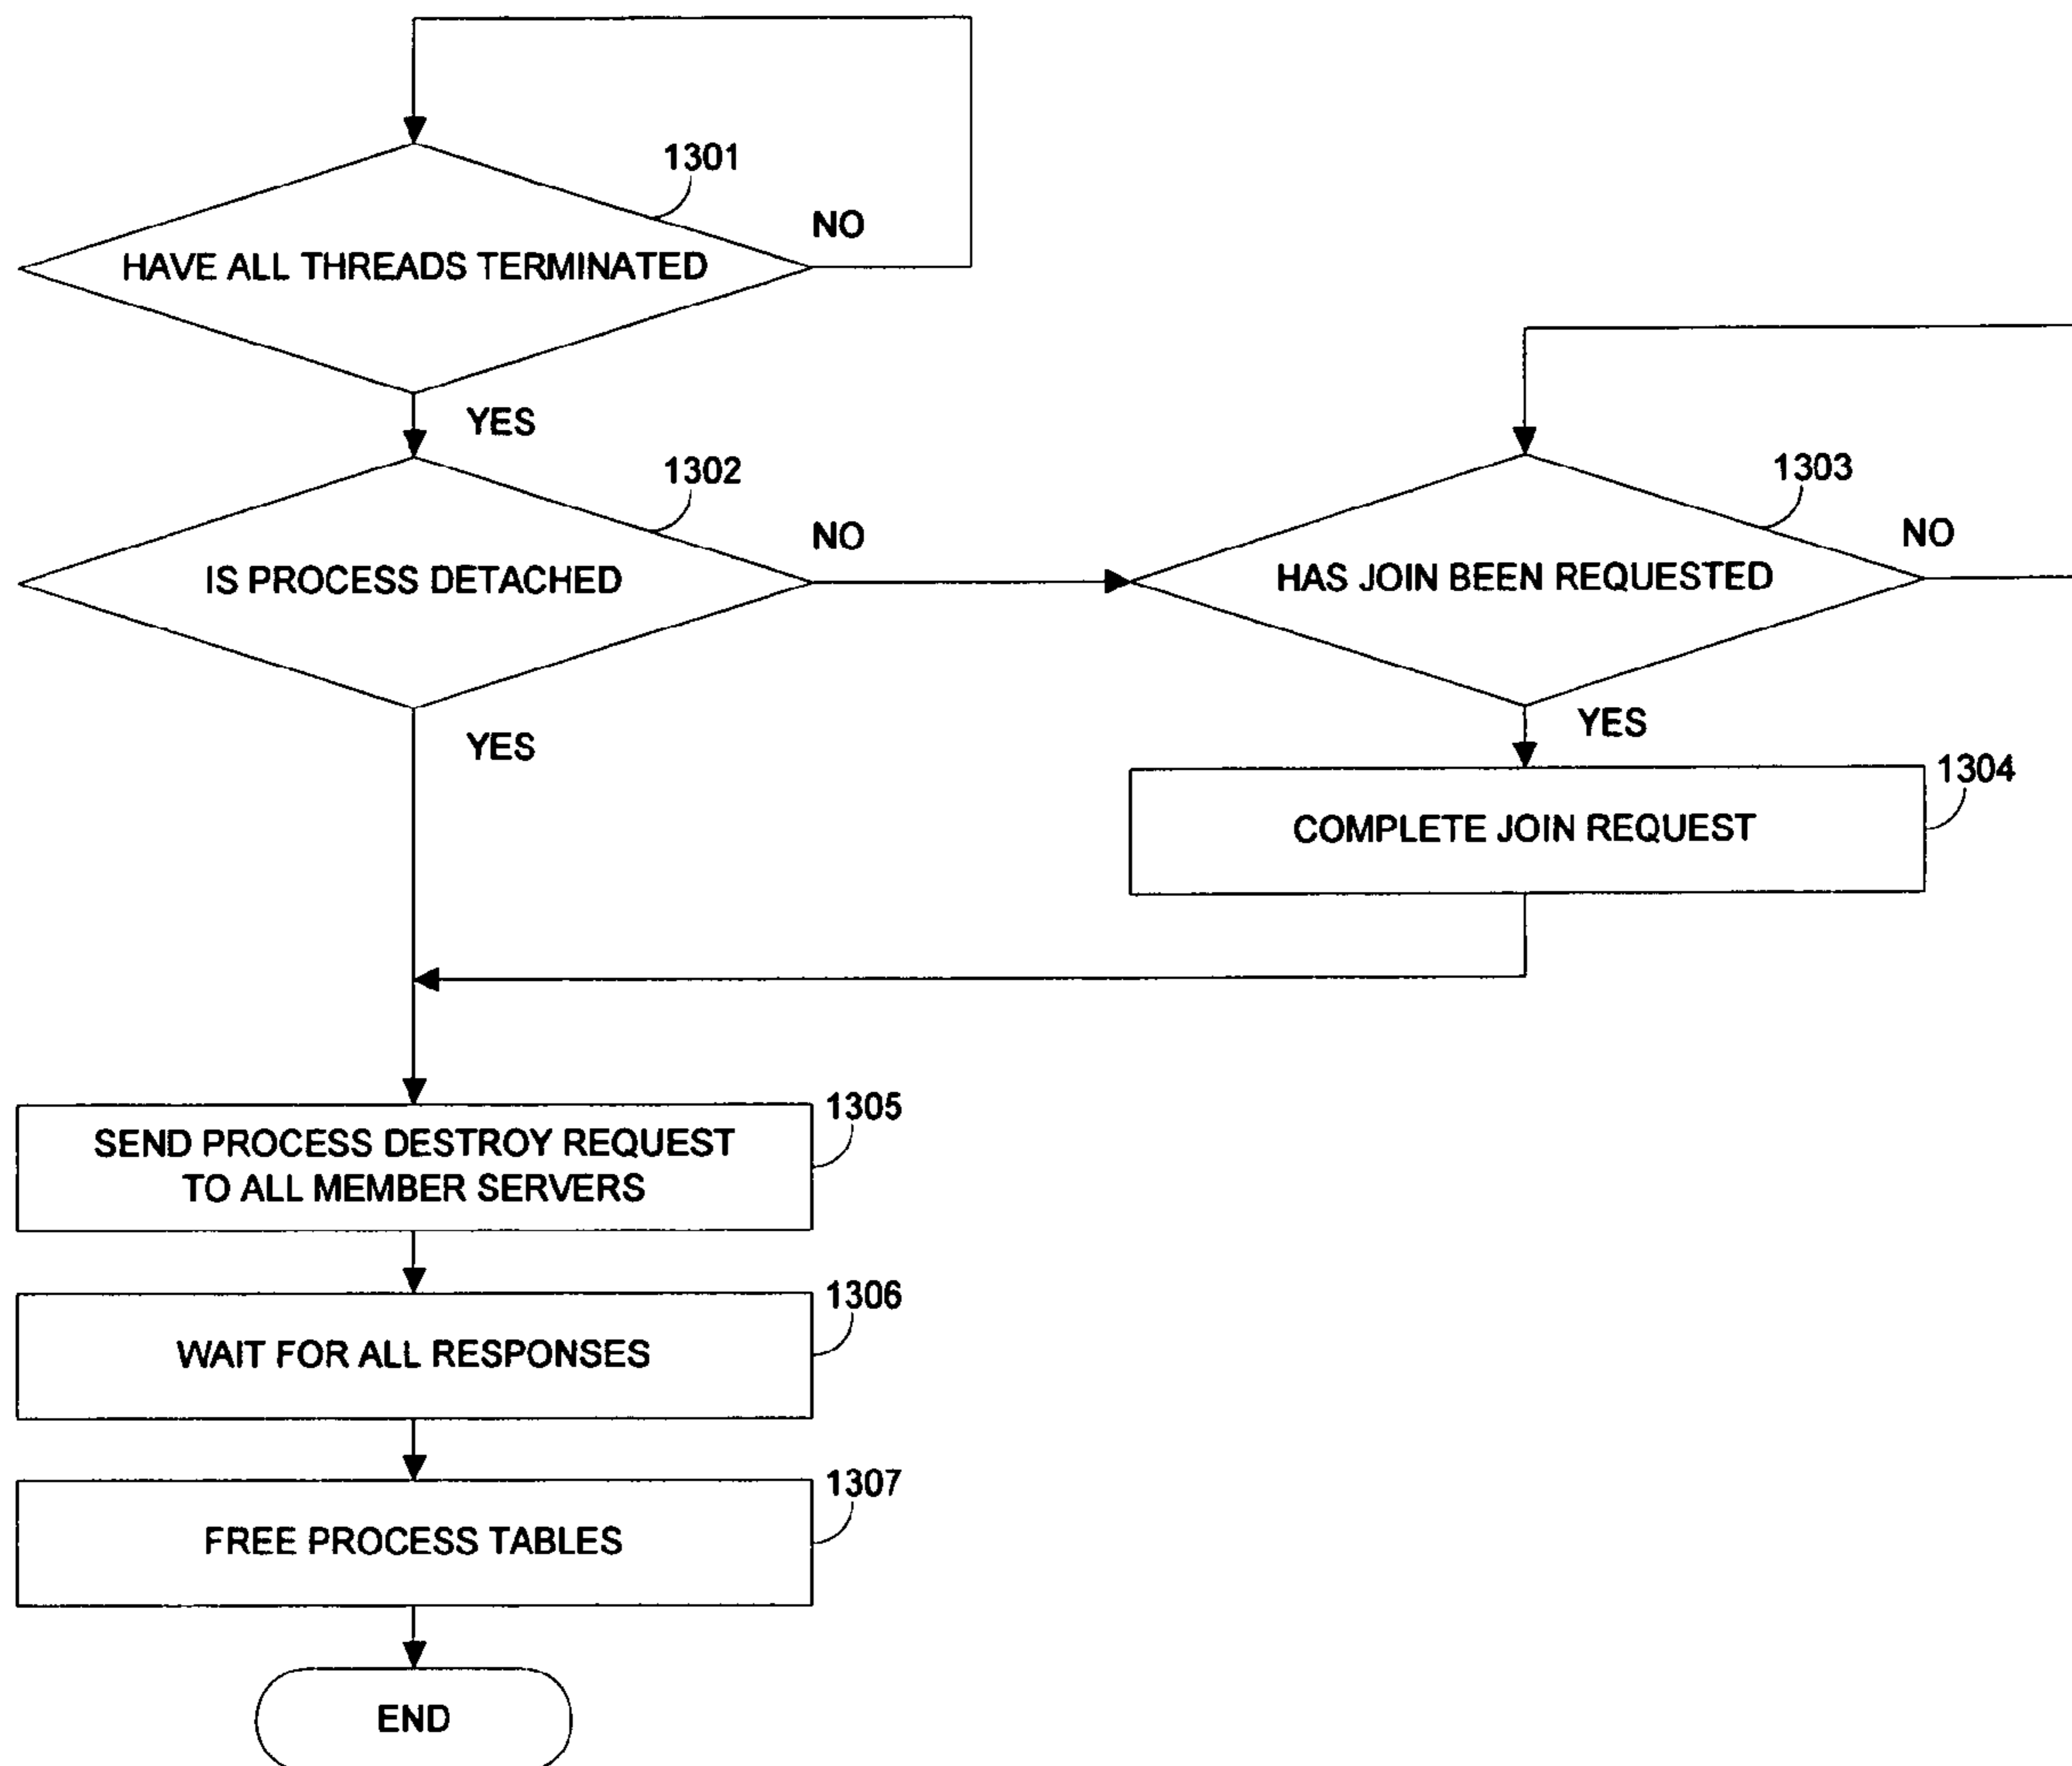 1301
NO
HAVE ALL THREADS TERMINATED
YES
1302
NO
IS PROCESS DETACHED
YES
1303
NO
HAS JOIN BEEN REQUESTED
YES
1304
COMPLETE JOIN REQUEST
1305
SEND PROCESS DESTROY REQUEST
TO ALL MEMBER SERVERS
1306
WAIT FOR ALL RESPONSES
1307
FREE PROCESS TABLES
END